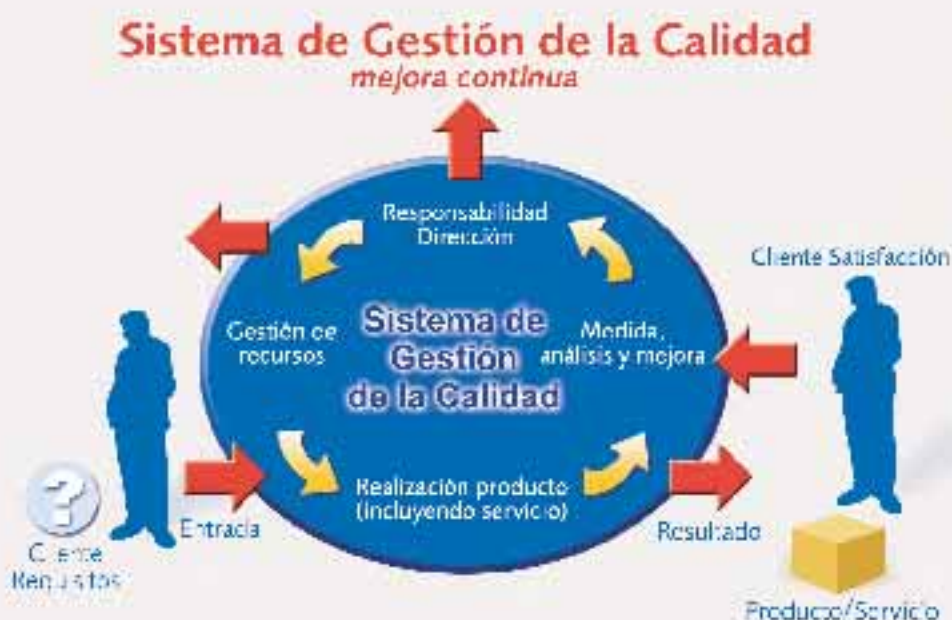 Sistema de Gestión de la Calidad
mejora continua
Responsabilidad
Dirección
Cliente Satisfacción
Gestión de
recursos
Sistema de
Gestión
de la Calidad
Medida,
análisis y mejora
Realización producto
(incluyendo servicio)
Entrada
Resultado
Cliente
Requisitos
Producto/Servicio